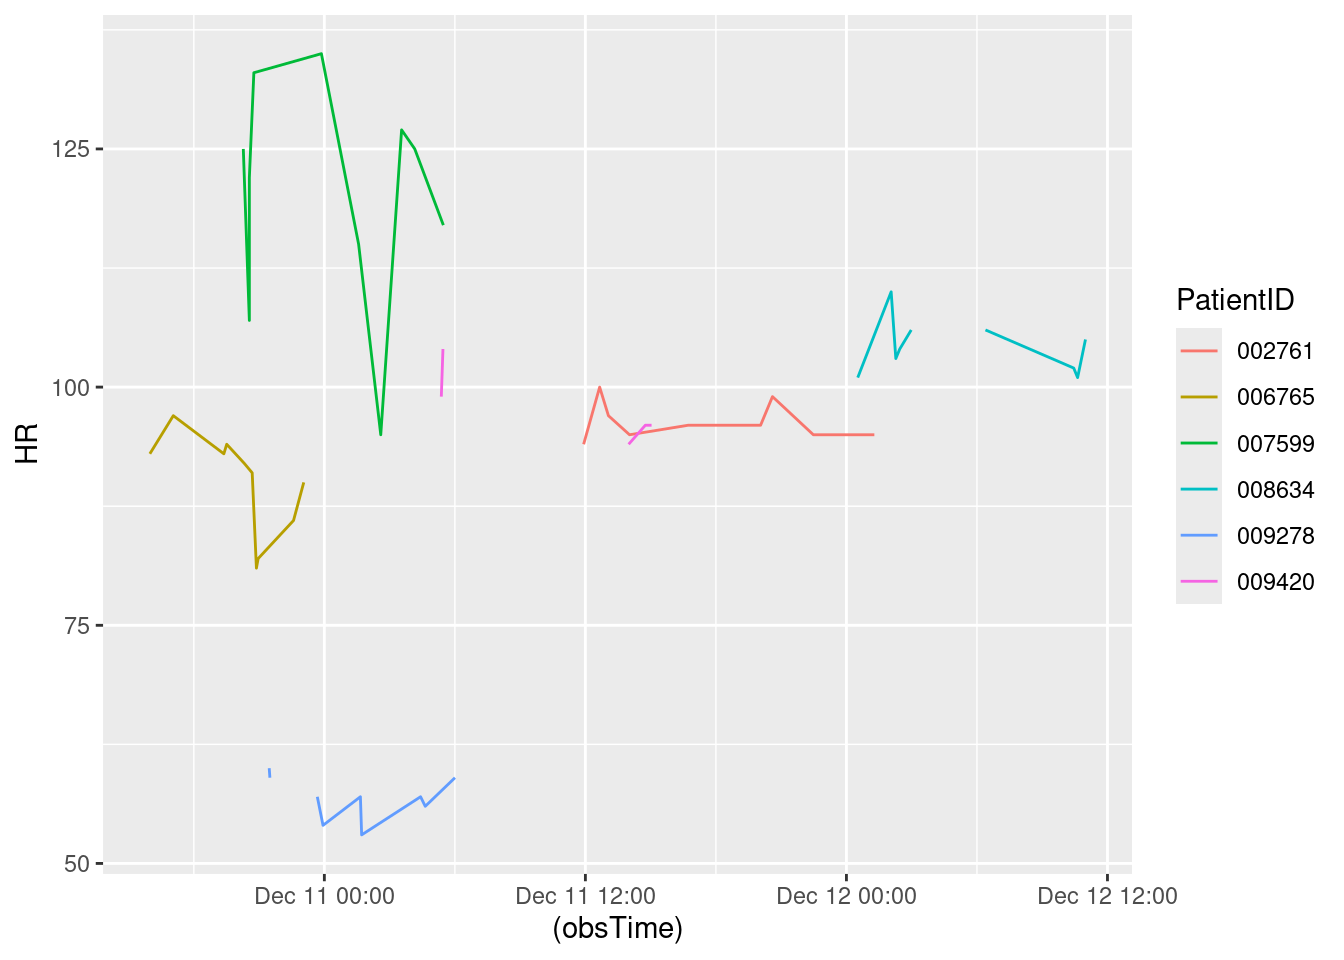 125
100
75
50
HR
Dec 11 00:00
Dec 11 12:00
Dec 12 00:00
Dec 12 12:00
(obsTime)
PatientID
002761
006765
007599
008634
009278
009420